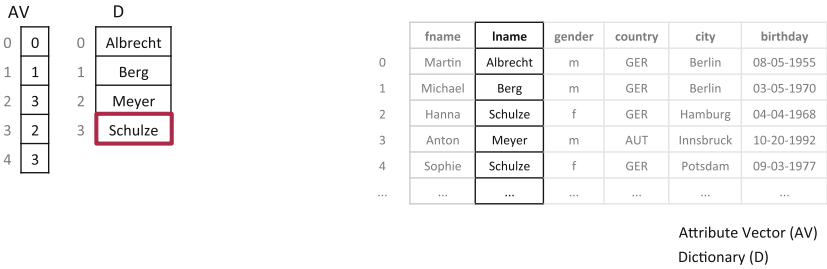 AV D
0 0 0 Albrecht
1 1 1 Berg
2 3 2 Meyer
3 2 3 Schulze
4 3
fname lname gender country city birthday
0 Martin Albrecht m GER Berlin 08-05-1955
1 Michael Berg m GER Berlin 03-05-1970
2 Hanna Schulze f GER Hamburg 04-04-1968
3 Anton Meyer m AUT Innsbruck 10-20-1992
4 Sophie Schulze f GER Potsdam 09-03-1977
... ... ... ... ... ... ...
Attribute Vector (AV)
Dictionary (D)